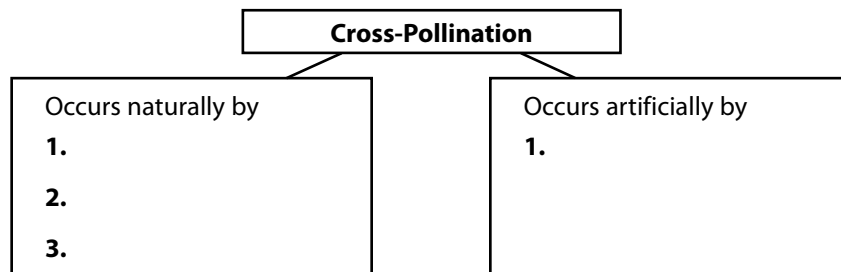 Cross-Pollination
Occurs naturally by
1.
2.
3.
Occurs artificially by
1.